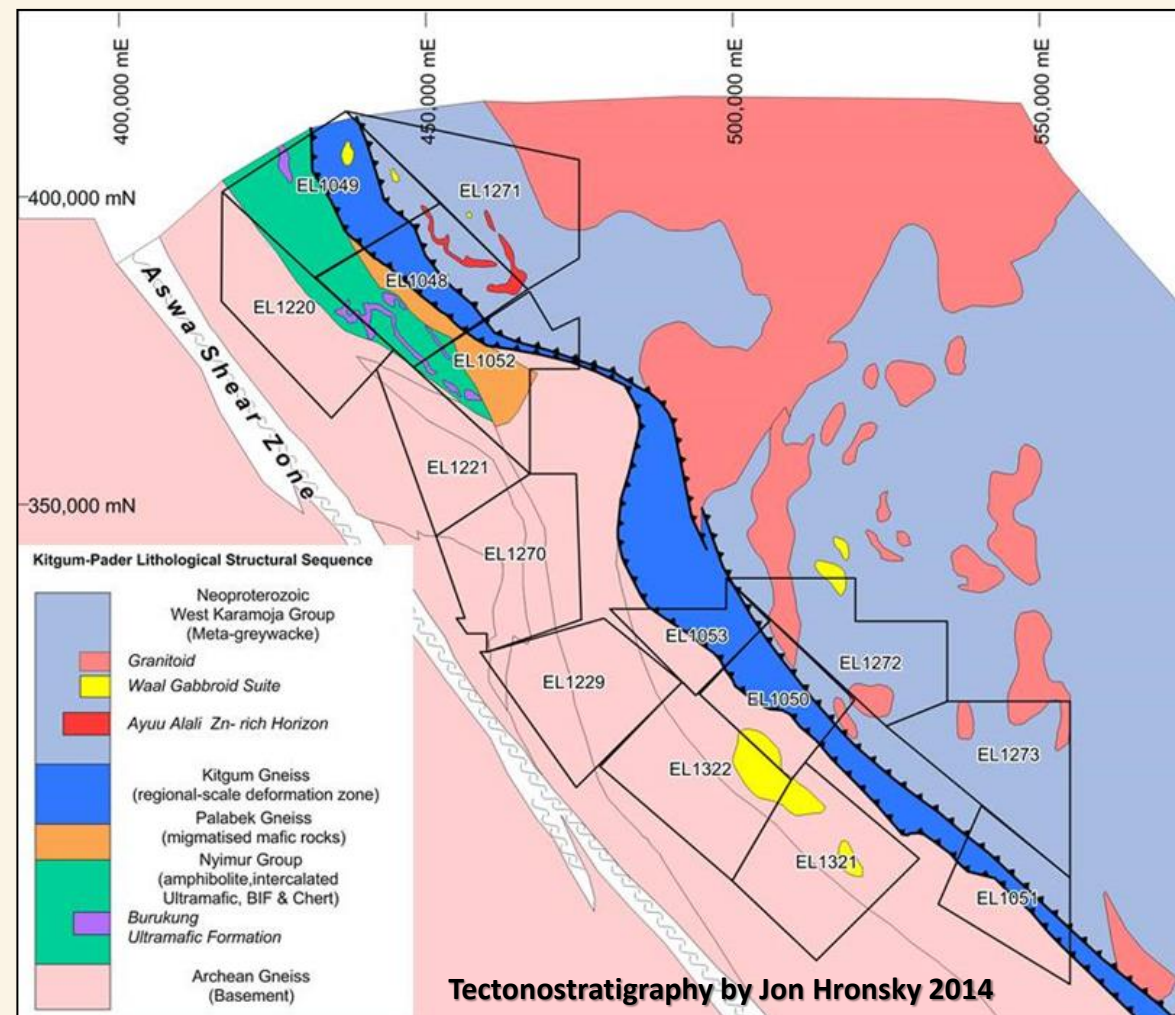 400,000 mE
450,000 mE
500,000 mE
550,000 mE
400,000 mN
350,000 mN
EL1049
EL1271
EL1048
EL1220
EL1052
Aswa Shear Zone
EL1221
EL1270
EL1053
EL1272
EL1229
EL1050
EL1273
EL1322
EL1321
EL1051
Kitgum-Pader Lithological Structural Sequence
Neoproterozoic
West Karamoja Group
(Meta-greywacke)
Granitoid
Waal Gabbroid Suite
Ayuu Alali Zn- rich Horizon
Kitgum Gneiss
(regional-scale deformation zone)
Palabek Gneiss
(migmatised mafic rocks)
Nyimur Group
(amphibolite,intercalated
Ultramafic, BIF & Chert)
Burukung
Ultramafic Formation
Archean Gneiss
(Basement)
Tectonostratigraphy by Jon Hronsky 2014